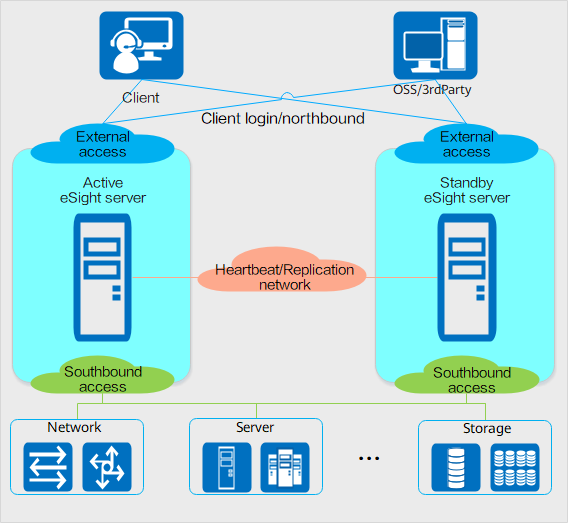 Client
OSS/3rdParty
Client login/northbound
External
access
External
access
Active
eSight server
Standby
eSight server
Heartbeat/Replication
network
Southbound
access
Southbound
access
Network
Server
...
Storage